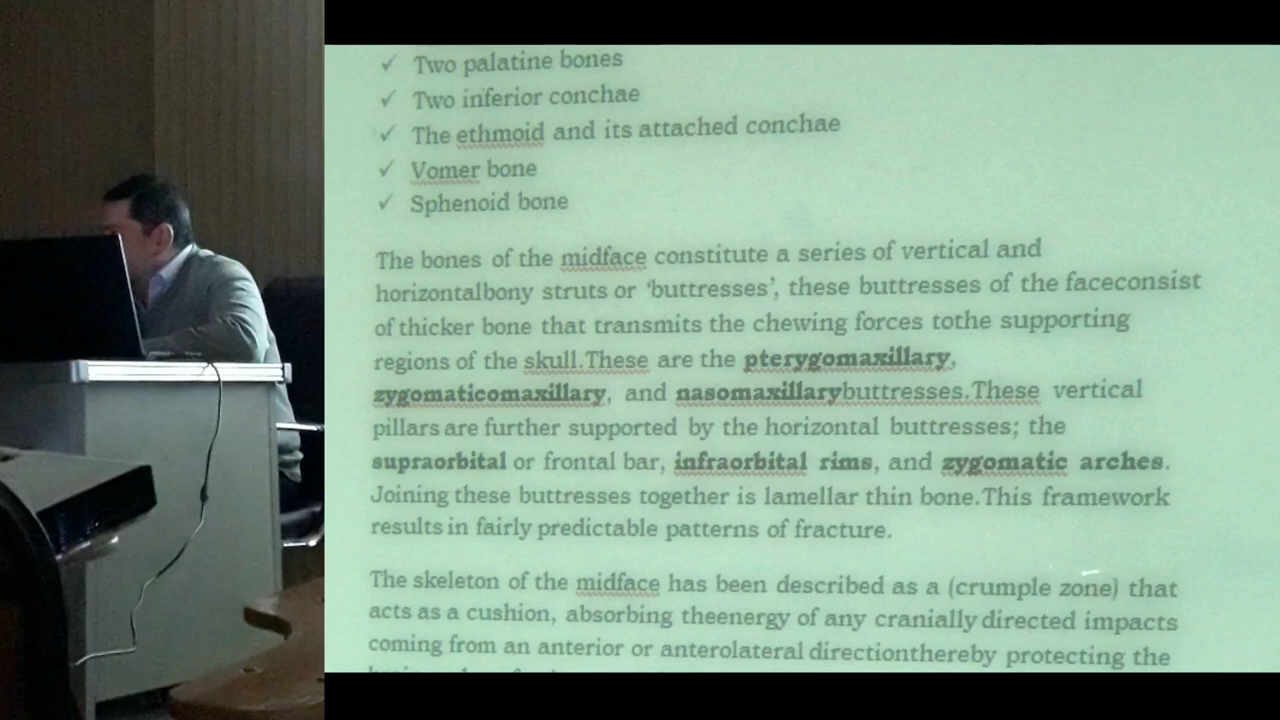 ✓ Two palatine bones
✓ Two inferior conchae
✓ The ethmoid and its attached conchae
✓ Vomer bone
✓ Sphenoid bone
The bones of the midface constitute a series of vertical and
horizontalbony struts or ‘buttresses’, these buttresses of the faceconsist
of thicker bone that transmits the chewing forces tothe supporting
regions of the skull.These are the pterygomaxillary,
zygomaticomaxillary, and nasomaxillarybuttresses.These vertical
pillars are further supported by the horizontal buttresses; the
supraorbital or frontal bar, infraorbital rims, and zygomatic arches.
Joining these buttresses together is lamellar thin bone.This framework
results in fairly predictable patterns of fracture.
The skeleton of the midface has been described as a (crumple zone) that
acts as a cushion, absorbing theenergy of any cranially directed impacts
coming from an anterior or anterolateral directionthereby protecting the